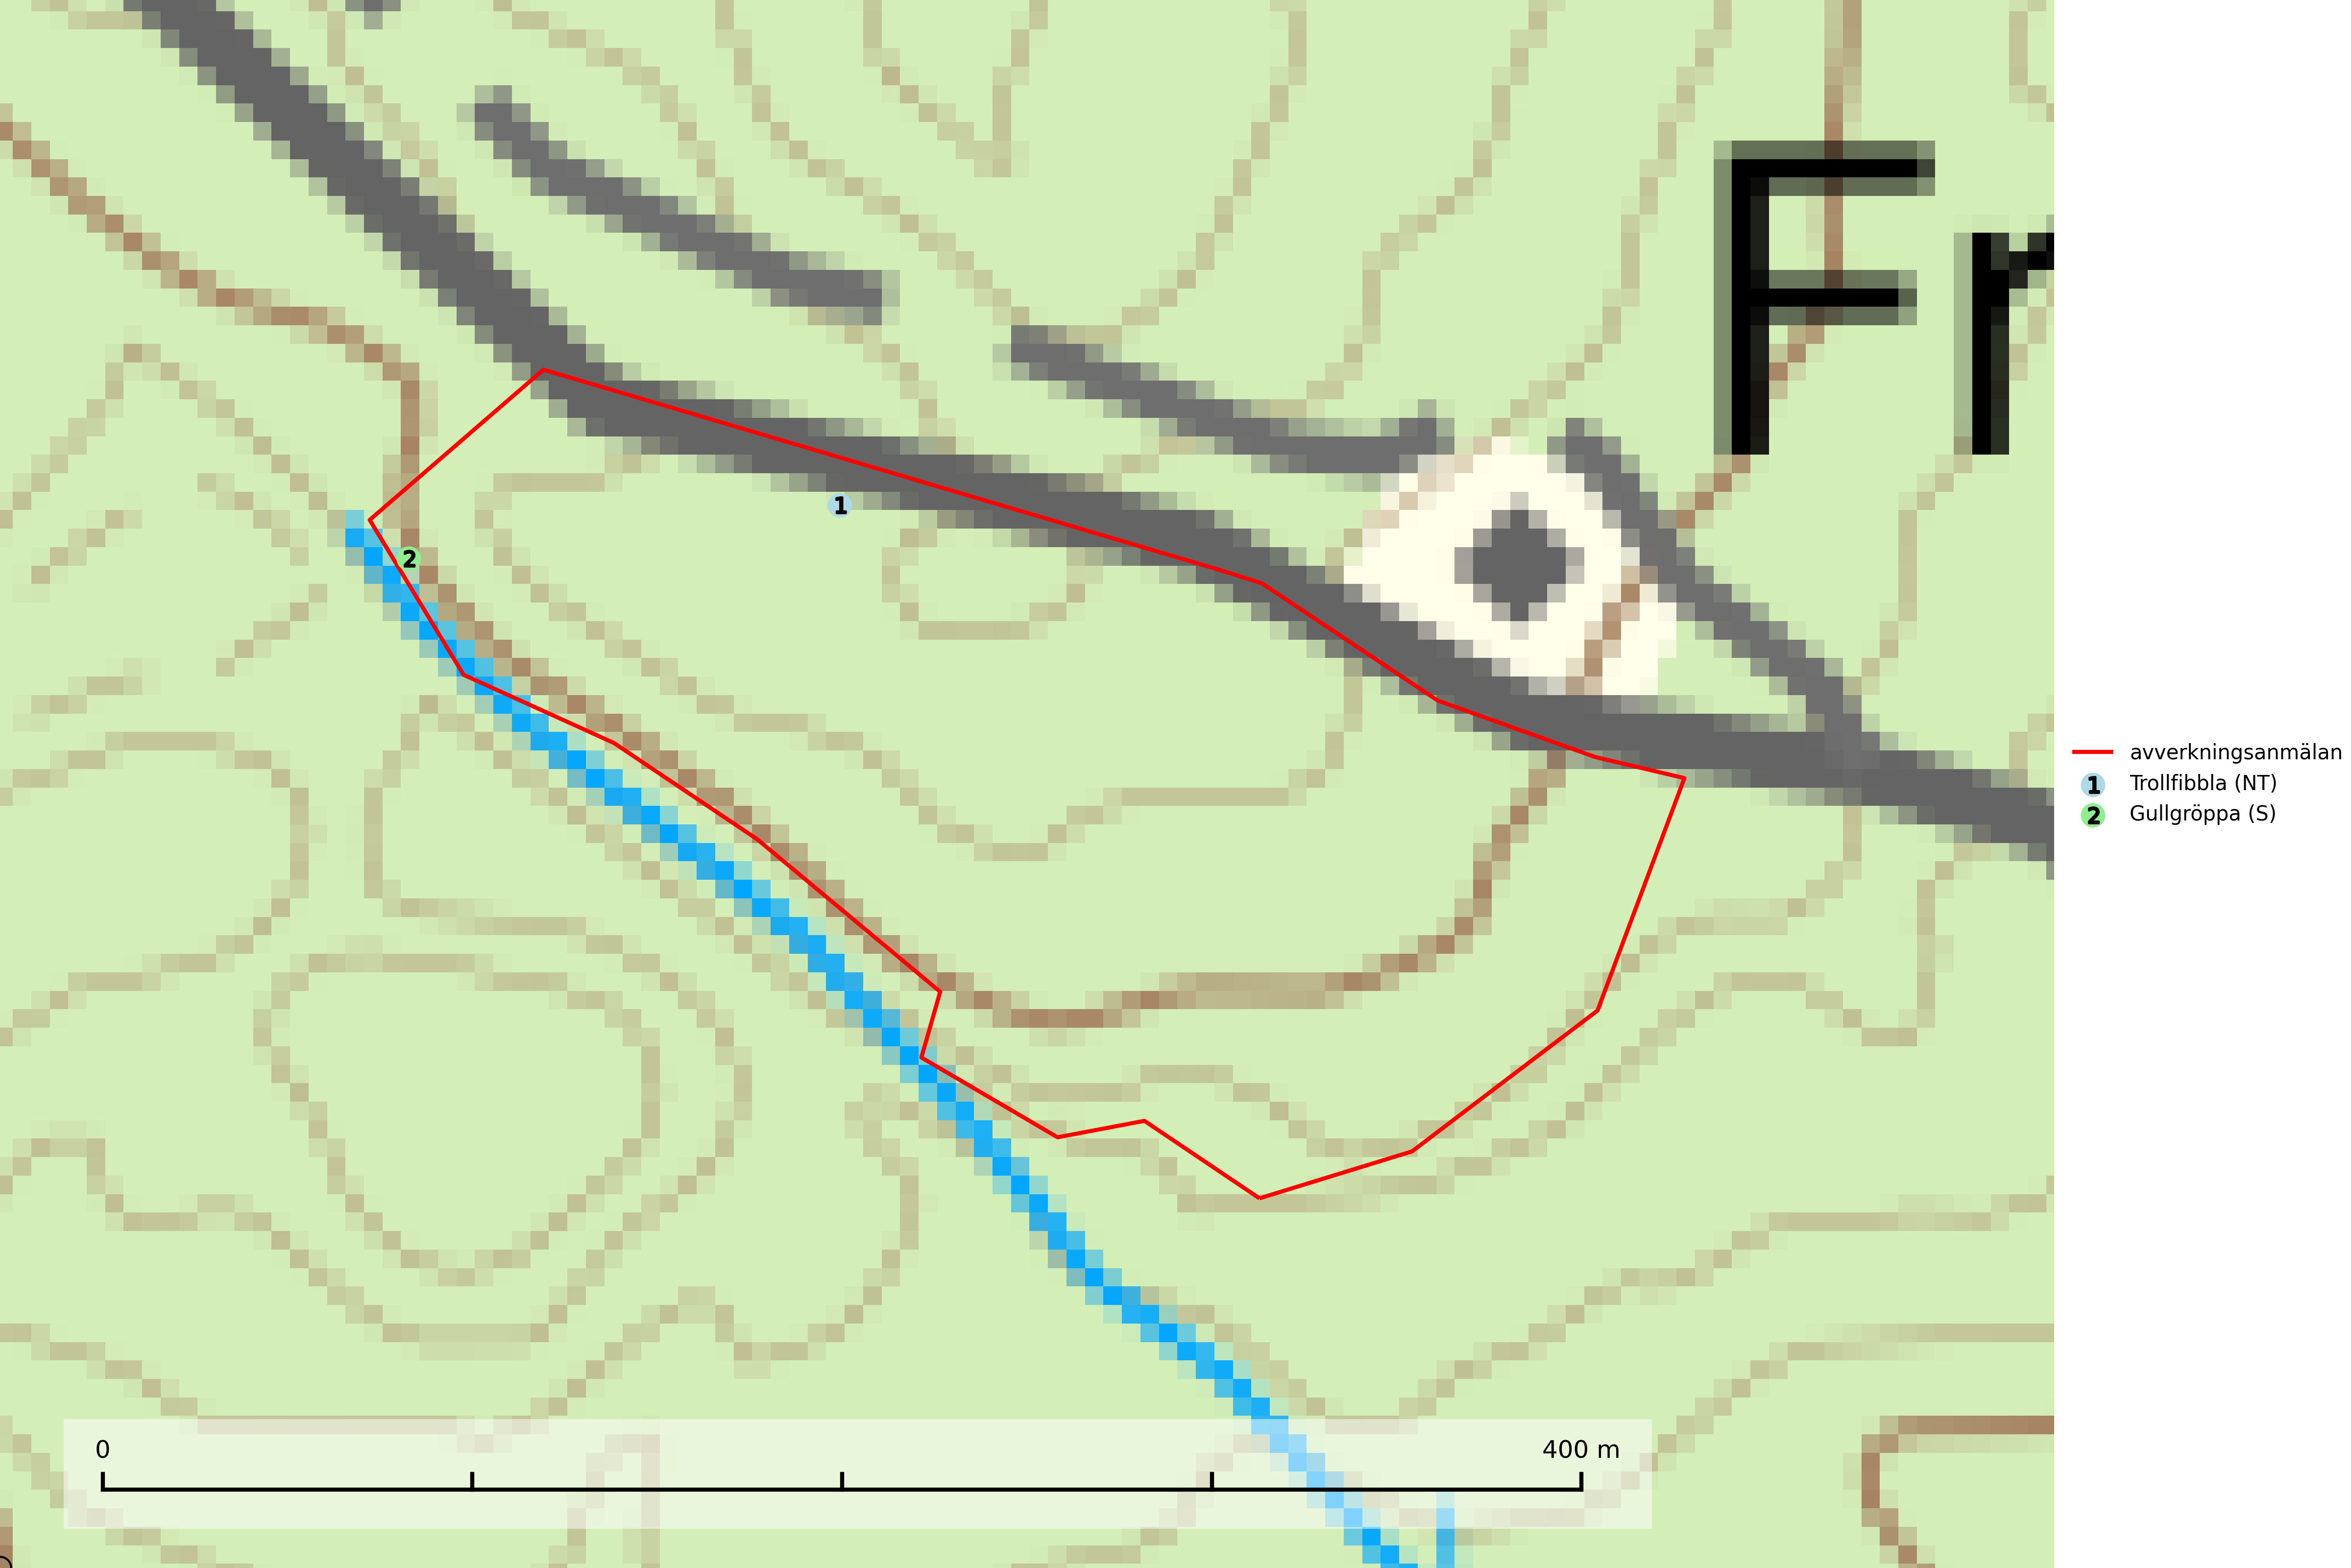 Fr
1
2
avverkningsanmälan
1 Trollfibbla (NT)
2 Gullgröppa (S)
0 400 m